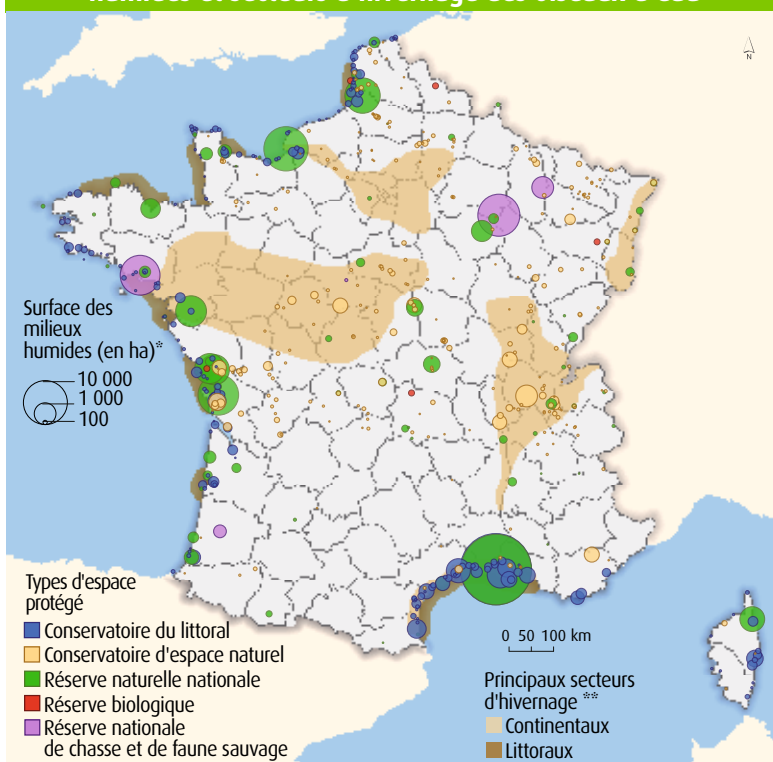 N
Surface des
milieux
humides (en ha)*
10 000
1 000
100
Types d'espace
protégé
Conservatoire du littoral
Conservatoire d'espace naturel
Réserve naturelle nationale
Réserve biologique
Réserve nationale
de chasse et de faune sauvage
0 50 100 km
Principaux secteurs
d'hivernage **
Continentaux
Littoraux